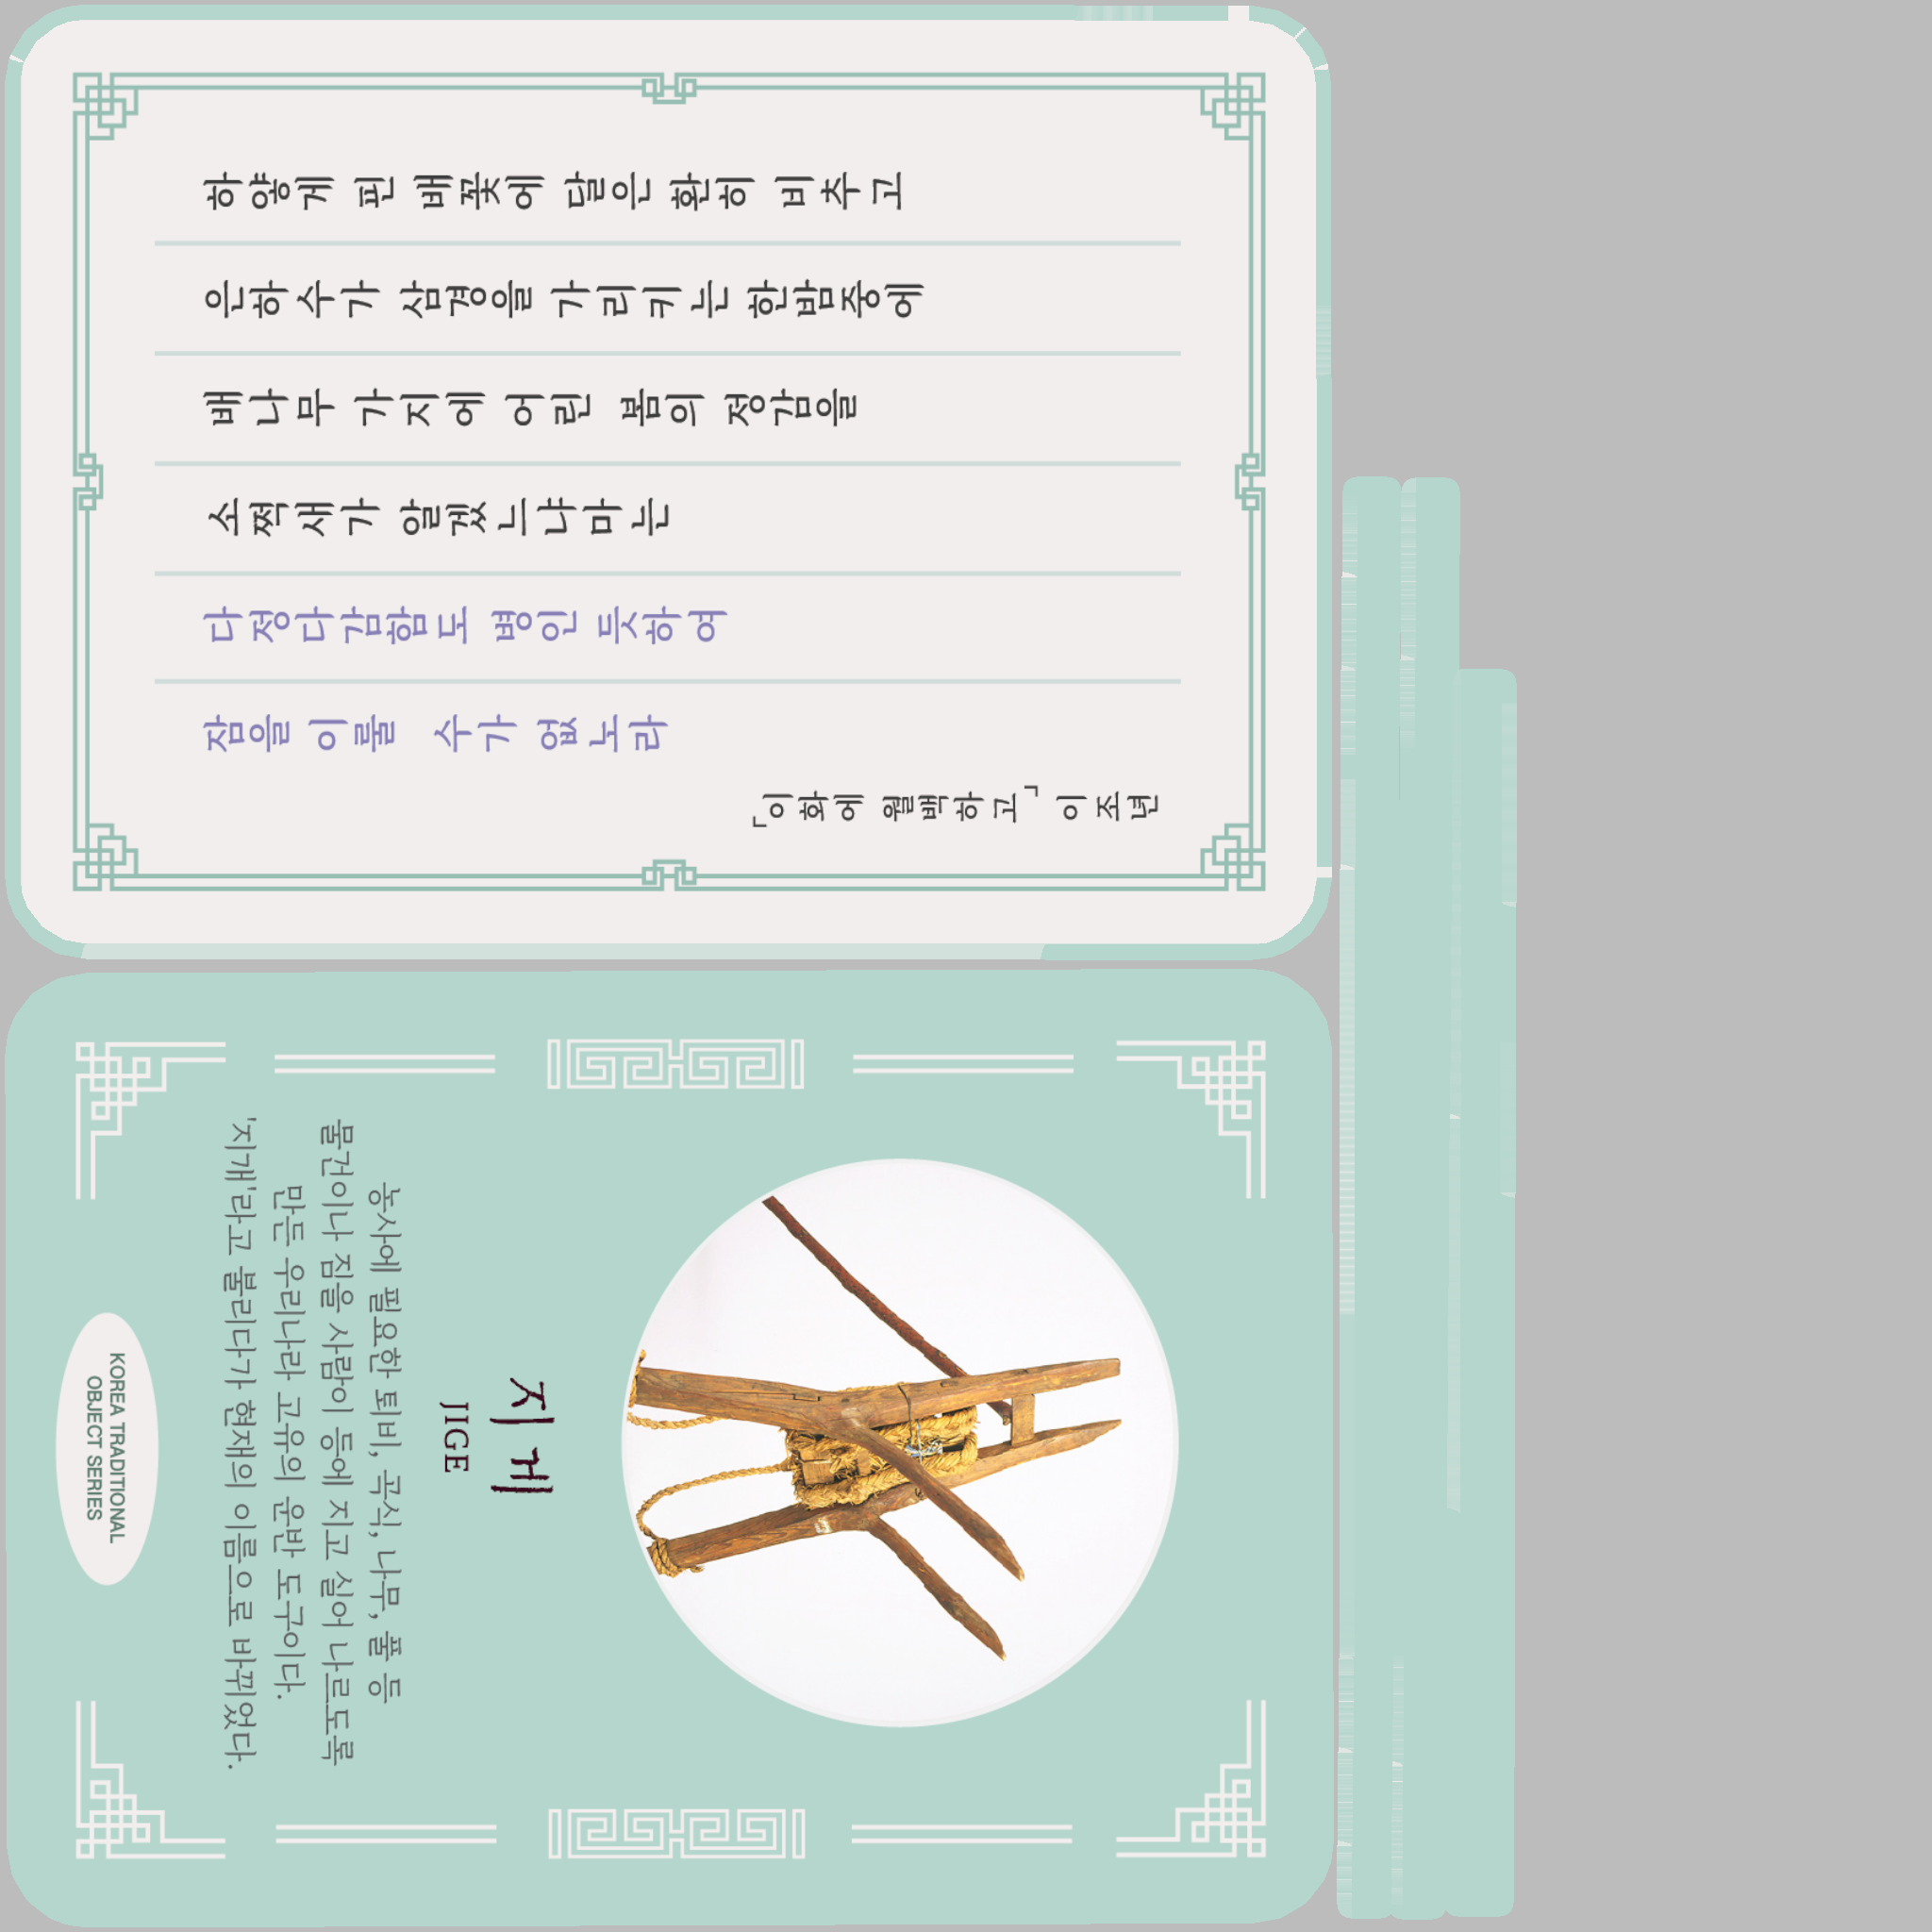 하얗게 핀 배꽃에 달은 환히 비추고
은하수가 삼경을 가리키는 한밤중에
배나무 가지에 어린 봄의 정감을
소쩍새가 알겠느냐마는
다정다감함도 병인 듯하여
잠을 이룰 수가 없노라
「이화에 월백하고」 이조년
지게
JIGE
농사에 필요한 퇴비, 곡식, 나무, 풀 등
물건이나 짐을 사람이 등에 지고 실어 나르도록
만든 우리나라 고유의 운반 도구이다.
'지개'라고 불리다가 현재의 이름으로 바뀌었다.
KOREA TRADITIONAL
OBJECT SERIES